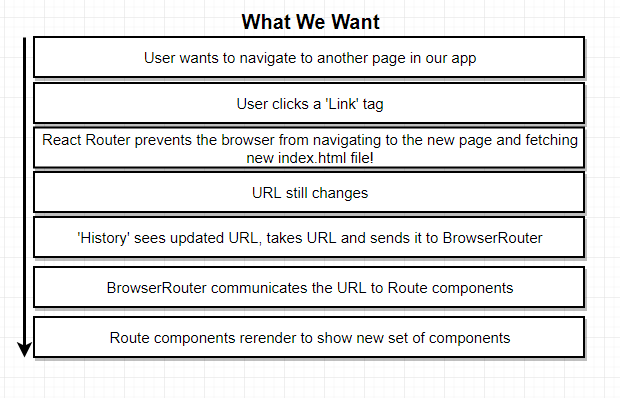 What We Want
User wants to navigate to another page in our app
User clicks a 'Link' tag
React Router prevents the browser from navigating to the new page and fetching
new index.html file!
URL still changes
'History' sees updated URL, takes URL and sends it to BrowserRouter
BrowserRouter communicates the URL to Route components
Route components rerender to show new set of components